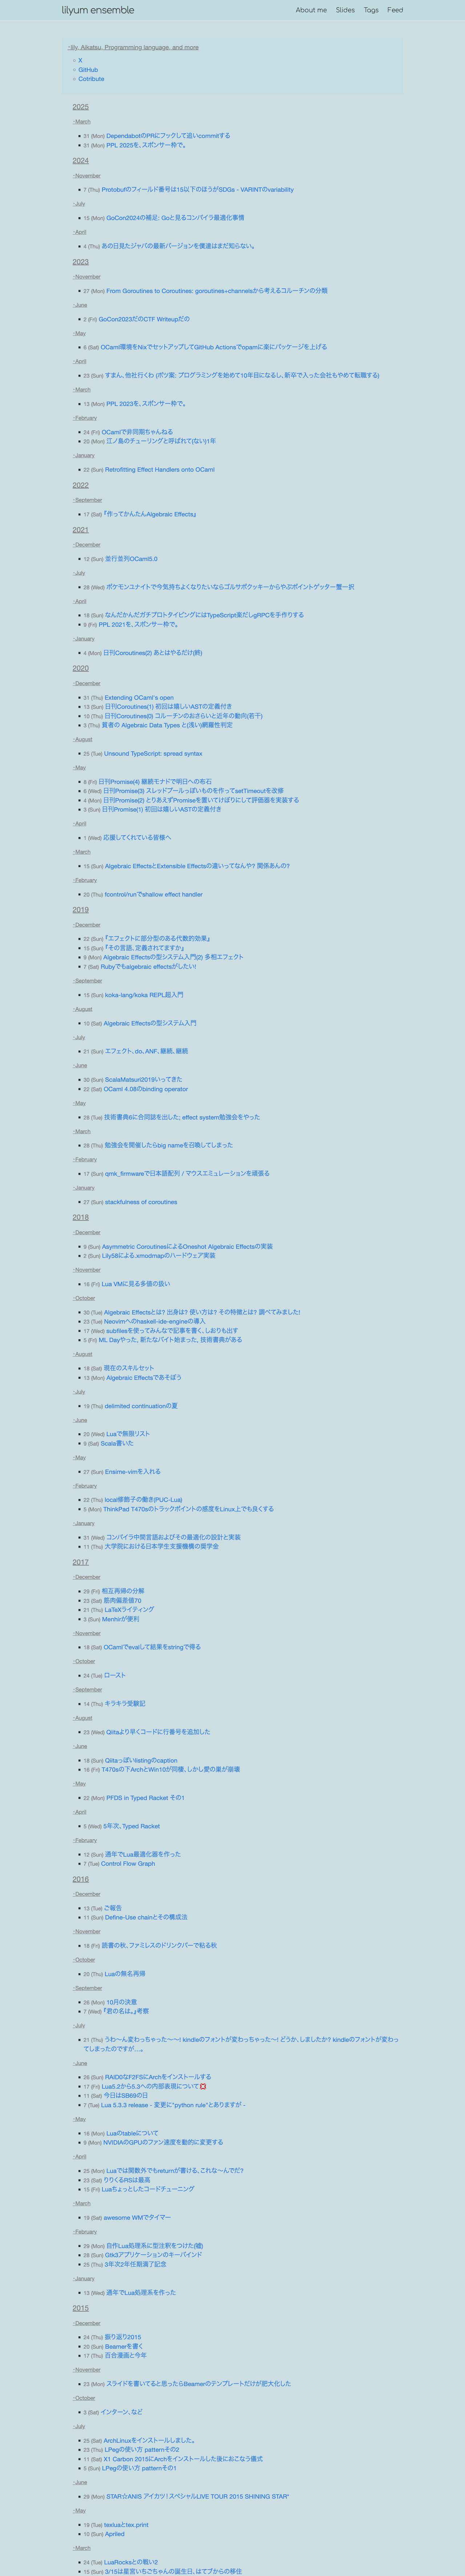 lilyum ensemble
About me Slides Tags Feed
-lily, Aikatsu, Programming language, and more
X
GitHub
Cotribute
2025
-March
31 (Mon) DependabotのPRにフックして追いcommitする
31 (Mon) PPL 2025を、スポンサー枠で。
2024
-November
7 (Thu) Protobufのフィールド番号は15以下のほうがSDGs - VARINTのvariability
-July
15 (Mon) GoCon2024の補足: Goと見るコンパイラ最適化事情
-April
4 (Thu) あの日見たジャバの最新バージョンを僕達はまだ知らない。
2023
-November
27 (Mon) From Goroutines to Coroutines: goroutines+channelsから考えるコルーチンの分類
-June
2 (Fri) GoCon2023だのCTF Writeupだの
-May
6 (Sat) OCaml環境をNixでセットアップしてGitHub Actionsでopamに楽にパッケージを上げる
-April
23 (Sun) すまん、他社行くわ (ボツ案: プログラミングを始めて10年目になるし、新卒で入った会社もやめて転職する)
-March
13 (Mon) PPL 2023を、スポンサー枠で。
-February
24 (Fri) OCamlで非同期ちゃんねる
20 (Mon) 江ノ島のチューリングと呼ばれて(ない)1年
-January
22 (Sun) Retrofitting Effect Handlers onto OCaml
2022
-September
17 (Sat) 『作ってかんたんAlgebraic Effects』
2021
-December
12 (Sun) 並行並列OCaml5.0
-July
28 (Wed) ポケモンユナイトで今気持ちよくなりたいならゴルサポクッキーからやぶポイントゲッター蟹一択
-April
18 (Sun) なんだかんだガチプロトタイピングにはTypeScript楽だしgRPCを手作りする
9 (Fri) PPL 2021を、スポンサー枠で。
-January
4 (Mon) 日刊Coroutines(2) あとはやるだけ(終)
2020
-December
31 (Thu) Extending OCaml's open
13 (Sun) 日刊Coroutines(1) 初回は嬉しいASTの定義付き
10 (Thu) 日刊Coroutines(0) コルーチンのおさらいと近年の動向(若干)
3 (Thu) 賢者の Algebraic Data Types と(浅い)網羅性判定
-August
25 (Tue) Unsound TypeScript: spread syntax
-May
8 (Fri) 日刊Promise(4) 継続モナドで明日への布石
6 (Wed) 日刊Promise(3) スレッドプールっぽいものを作ってsetTimeoutを改修
4 (Mon) 日刊Promise(2) とりあえずPromiseを置いてけぼりにして評価器を実装する
3 (Sun) 日刊Promise(1) 初回は嬉しいASTの定義付き
-April
1 (Wed) 応援してくれている皆様へ
-March
15 (Sun) Algebraic EffectsとExtensible Effectsの違いってなんや? 関係あんの?
-February
20 (Thu) fcontrol/runでshallow effect handler
2019
-December
22 (Sun) 『エフェクトに部分型のある代数的効果』
15 (Sun) 『その言語、定義されてますか』
9 (Mon) Algebraic Effectsの型システム入門(2) 多相エフェクト
7 (Sat) Rubyでもalgebraic effectsがしたい!
-September
15 (Sun) koka-lang/koka REPL超入門
-August
10 (Sat) Algebraic Effectsの型システム入門
-July
21 (Sun) エフェクト、do、ANF、継続、継続
-June
30 (Sun) ScalaMatsuri2019いってきた
22 (Sat) OCaml 4.08のbinding operator
-May
28 (Tue) 技術書典6に合同誌を出した; effect system勉強会をやった
-March
28 (Thu) 勉強会を開催したらbig nameを召喚してしまった
-February
17 (Sun) qmk_firmwareで日本語配列 / マウスエミュレーションを頑張る
-January
27 (Sun) stackfulness of coroutines
2018
-December
9 (Sun) Asymmetric CoroutinesによるOneshot Algebraic Effectsの実装
2 (Sun) Lily58による.xmodmapのハードウェア実装
-November
16 (Fri) Lua VMに見る多値の扱い
-October
30 (Tue) Algebraic Effectsとは? 出身は? 使い方は? その特徴とは? 調べてみました!
23 (Tue) Neovimへのhaskell-ide-engineの導入
17 (Wed) subfilesを使ってみんなで記事を書く、しおりも出す
5 (Fri) ML Dayやった, 新たなバイト始まった, 技術書典がある
-August
18 (Sat) 現在のスキルセット
13 (Mon) Algebraic Effectsであそぼう
-July
19 (Thu) delimited continuationの夏
-June
20 (Wed) Luaで無限リスト
9 (Sat) Scala書いた
-May
27 (Sun) Ensime-vimを入れる
-February
22 (Thu) local修飾子の働き(PUC-Lua)
5 (Mon) ThinkPad T470sのトラックポイントの感度をLinux上でも良くする
-January
31 (Wed) コンパイラ中間言語およびその最適化の設計と実装
11 (Thu) 大学院における日本学生支援機構の奨学金
2017
-December
29 (Fri) 相互再帰の分解
23 (Sat) 筋肉偏差値70
21 (Thu) LaTeXライティング
3 (Sun) Menhirが便利
-November
18 (Sat) OCamlでevalして結果をstringで得る
-October
24 (Tue) ロースト
-September
14 (Thu) キラキラ受験記
-August
23 (Wed) Qiitaより早くコードに行番号を追加した
-June
18 (Sun) Qiitaっぽいlistingのcaption
16 (Fri) T470sの下ArchとWin10が同棲、しかし愛の巣が崩壊
-May
22 (Mon) PFDS in Typed Racket その1
-April
5 (Wed) 5年次、Typed Racket
-February
12 (Sun) 過年でLua最適化器を作った
7 (Tue) Control Flow Graph
2016
-December
13 (Tue) ご報告
11 (Sun) Define-Use chainとその構成法
-November
18 (Fri) 読書の秋、ファミレスのドリンクバーで粘る秋
-October
20 (Thu) Luaの無名再帰
-September
26 (Mon) 10月の決意
7 (Wed) 『君の名は。』考察
-July
21 (Thu) うわ〜ん変わっちゃった〜〜! kindleのフォントが変わっちゃった〜! どうか、しましたか? kindleのフォントが変わってしまったのですが…。
-June
26 (Sun) RAID0なF2FSにArchをインストールする
17 (Fri) Lua5.2から5.3への内部表現について💢
11 (Sat) 今日はSB69の日
7 (Tue) Lua 5.3.3 release - 変更に"python rule"とありますが -
-May
16 (Mon) Luaのtableについて
9 (Mon) NVIDIAのGPUのファン速度を動的に変更する
-April
25 (Mon) Luaでは関数外でもreturnが書ける、これな〜んでだ?
23 (Sat) りりくるRSは最高
15 (Fri) Luaちょっとしたコードチューニング
-March
19 (Sat) awesome WMでタイマー
-February
29 (Mon) 自作Lua処理系に型注釈をつけた(嘘)
28 (Sun) Gtk3アプリケーションのキーバインド
25 (Thu) 3年次2年任期満了記念
-January
13 (Wed) 過年でLua処理系を作った
2015
-December
24 (Thu) 振り返り2015
20 (Sun) Beamerを書く
17 (Thu) 百合漫画と今年
-November
23 (Mon) スライドを書いてると思ったらBeamerのテンプレートだけが肥大化した
-October
3 (Sat) インターン、など
-July
25 (Sat) ArchLinuxをインストールしました。
23 (Thu) LPegの使い方 patternその2
11 (Sat) X1 Carbon 2015にArchをインストールした後におこなう儀式
5 (Sun) LPegの使い方 patternその1
-June
29 (Mon) STAR☆ANIS アイカツ！スペシャルLIVE TOUR 2015 SHINING STAR*
-May
19 (Tue) texluaとtex.print
10 (Sun) Apriled
-March
24 (Tue) LuaRocksとの戦い2
15 (Sun) 3/15は星宮いちごちゃんの誕生日、はてブからの移住